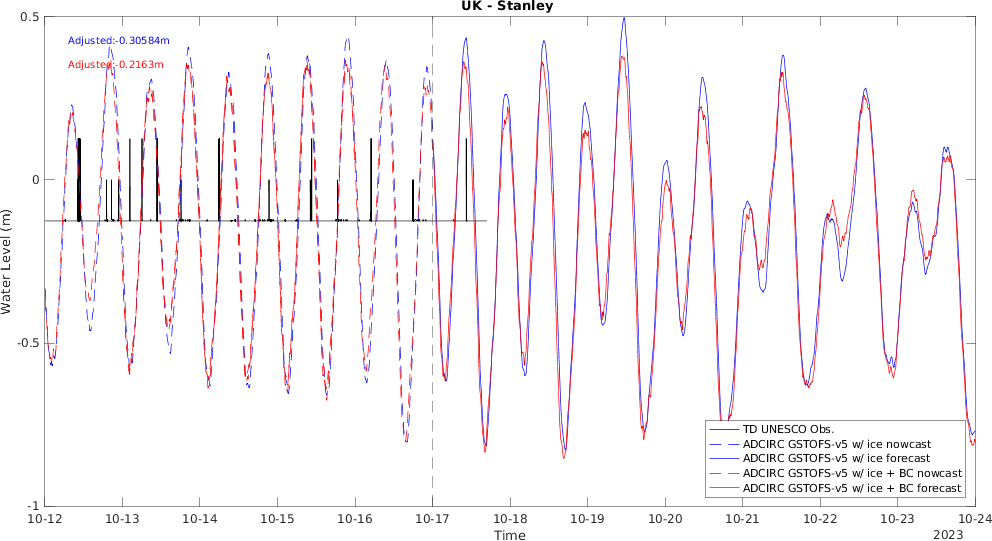 UK - Stanley
Adjusted:-0.30584m
Adjusted:-0.2163m
0.5
0
-0.5
-1
Water Level (m)
10-12 10-13 10-14 10-15 10-16 10-17 10-18 10-19 10-20 10-21 10-22 10-23 10-24
Time
2023
TD UNESCO Obs.
ADCIRC GSTOFS-v5 w/ ice nowcast
ADCIRC GSTOFS-v5 w/ ice forecast
ADCIRC GSTOFS-v5 w/ ice + BC nowcast
ADCIRC GSTOFS-v5 w/ ice + BC forecast